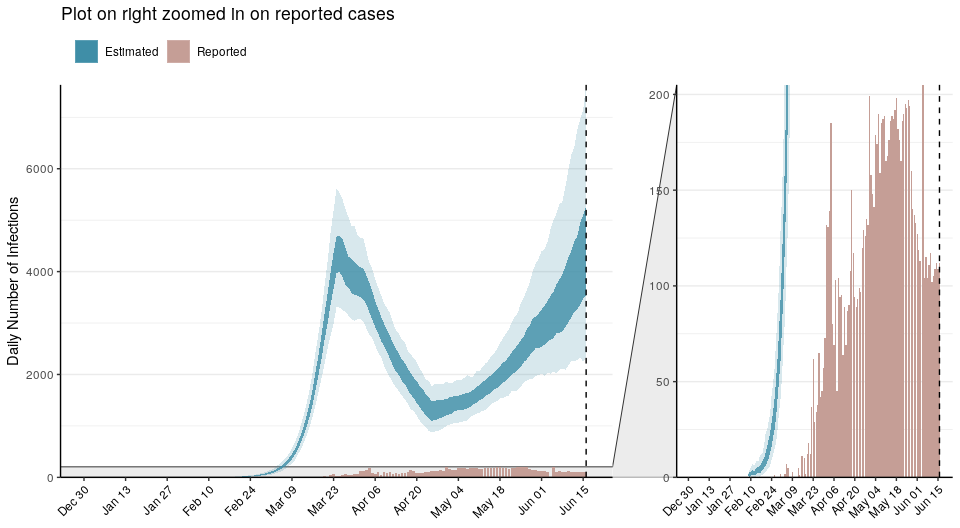 Plot on right zoomed in on reported cases
Estimated Reported
Daily Number of Infections
6000
4000
2000
0
Dec 30 Jan 13 Jan 27 Feb 10 Feb 24 Mar 09 Mar 23 Apr 06 Apr 20 May 04 May 18 Jun 01 Jun 15
200
150
100
50
0
Dec 30 Jan 13 Jan 27 Feb 10 Feb 24 Mar 09 Mar 23 Apr 06 Apr 20 May 04 May 18 Jun 01 Jun 15